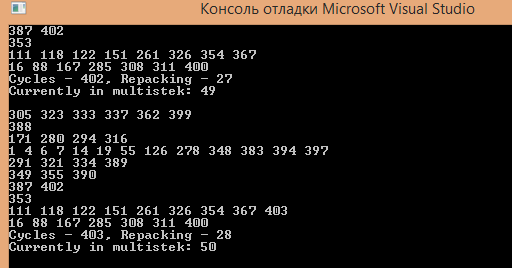 Консоль отладки Microsoft Visual Studio
387 402
353
111 118 122 151 261 326 354 367
16 88 167 285 308 311 400
Cycles - 402, Repacking - 27
Currently in multistek: 49
305 323 333 337 362 399
388
171 280 294 316
1 4 6 7 14 19 55 126 278 348 383 394 397
291 321 334 389
349 355 390
387 402
353
111 118 122 151 261 326 354 367 403
16 88 167 285 308 311 400
Cycles - 403, Repacking - 28
Currently in multistek: 50